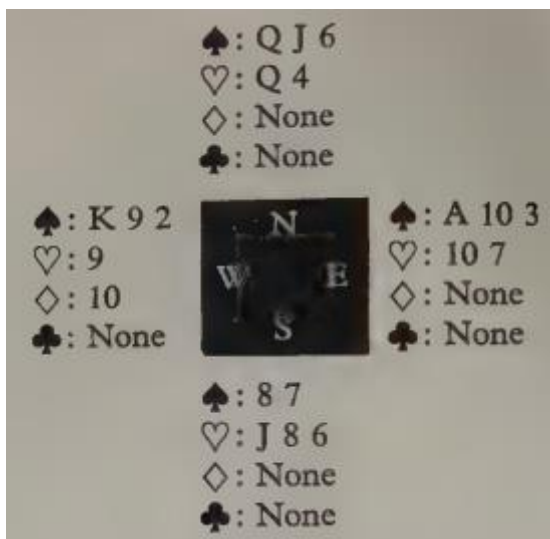 ♠: Q J 6
♡: Q 4
♢: None
♣: None
♠: K 9 2
♡: 9
♢: 10
♣: None
N
W E
S
♠: A 10 3
♡: 10 7
♢: None
♣: None
♠: 8 7
♡: J 8 6
♢: None
♣: None